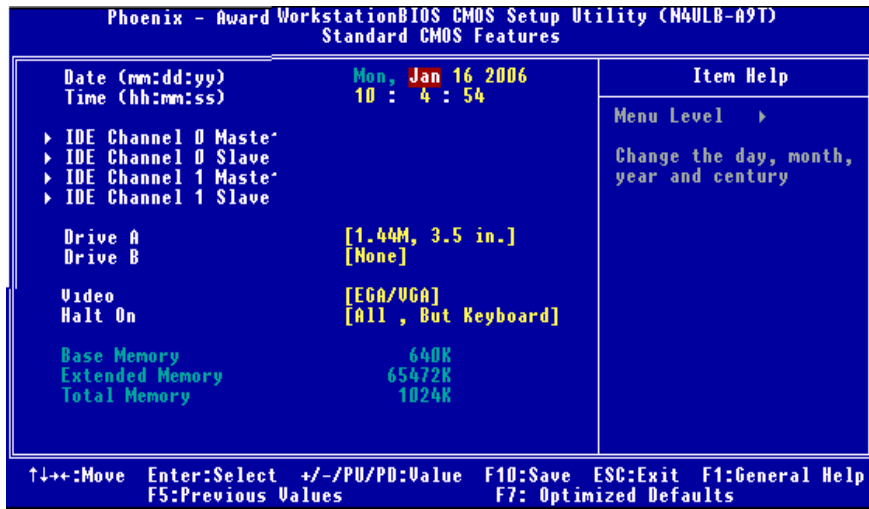 Phoenix - Award WorkstationBIOS CMOS Setup Utility (N4ULB-A9T)
Standard CMOS Features
Date (mm:dd:yy) Mon, Jan 16 2006
Time (hh:mm:ss) 10 : 4 : 54
IDE Channel 0 Master
IDE Channel 0 Slave
IDE Channel 1 Master
IDE Channel 1 Slave
Drive A [1.44M, 3.5 in.]
Drive B [None]
Video [EGA/VGA]
Halt On [All , But Keyboard]
Base Memory 640K
Extended Memory 65472K
Total Memory 1024K
Item Help
Menu Level
Change the day, month,
year and century
↑↓→←:Move Enter:Select +/-/PU/PD:Value F10:Save ESC:Exit F1:General Help
F5:Previous Values F7: Optimized Defaults